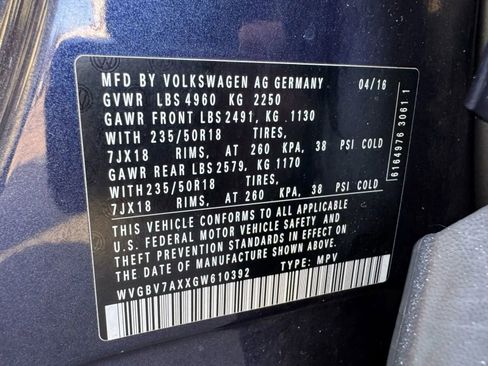 MFD BY VOLKSWAGEN AG GERMANY 04/16
GVWR LBS 4960 KG 2250
GAWR FRONT LBS 2491, KG . 1130
WITH 235/50R18 TIRES,
7JX18 RIMS, AT 260 KPA, 38 PSI COLD
GAWR REAR LBS 2579, KG 1170
WITH 235/50R18 TIRES,
7JX18 RIMS, AT 260 KPA, 38 PSI COLD
THIS VEHICLE CONFORMS TO ALL APPLICABLE
U.S. FEDERAL MOTOR VEHICLE SAFETY AND
THEFT PREVENTION STANDARDS IN EFFECT ON
THE DATE OF MANUFACTURE SHOWN ABOVE.
WVGBV7AXXGW610392 TYPE: MPV
6164976 3061 1